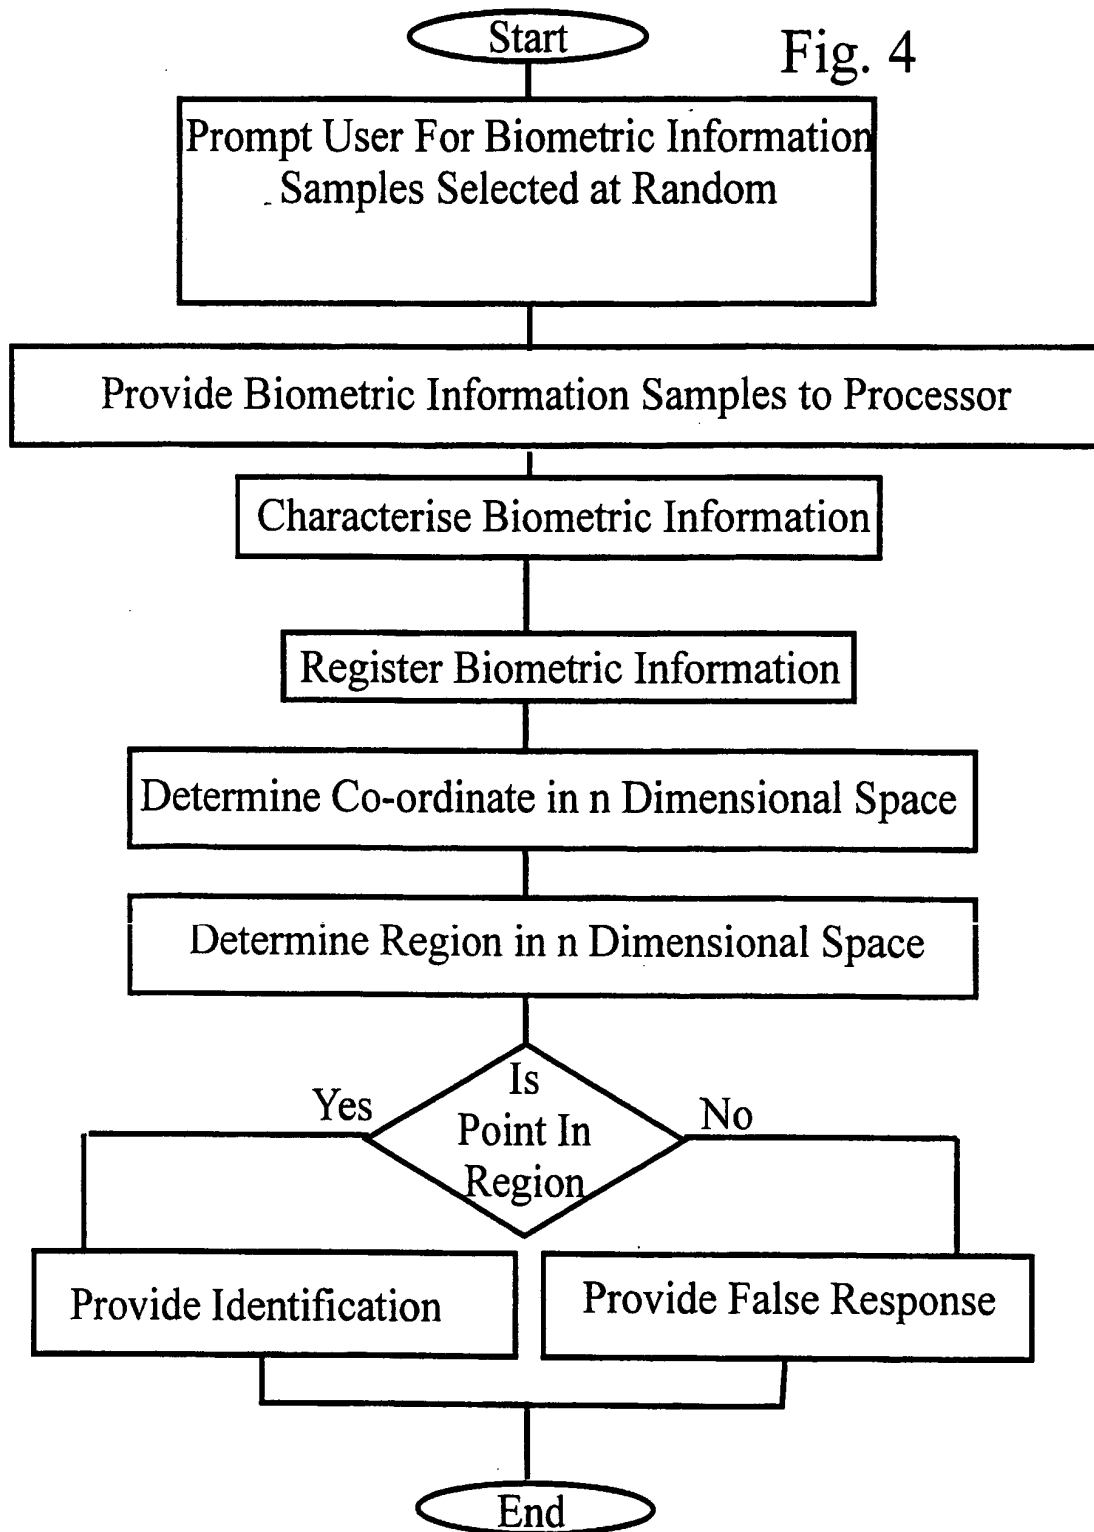 Start
Fig. 4
Prompt User For Biometric Information
Samples Selected at Random
Provide Biometric Information Samples to Processor
Characterise Biometric Information
Register Biometric Information
Determine Co-ordinate in n Dimensional Space
Determine Region in n Dimensional Space
Is
Point In
Region
Yes
No
Provide Identification
Provide False Response
End